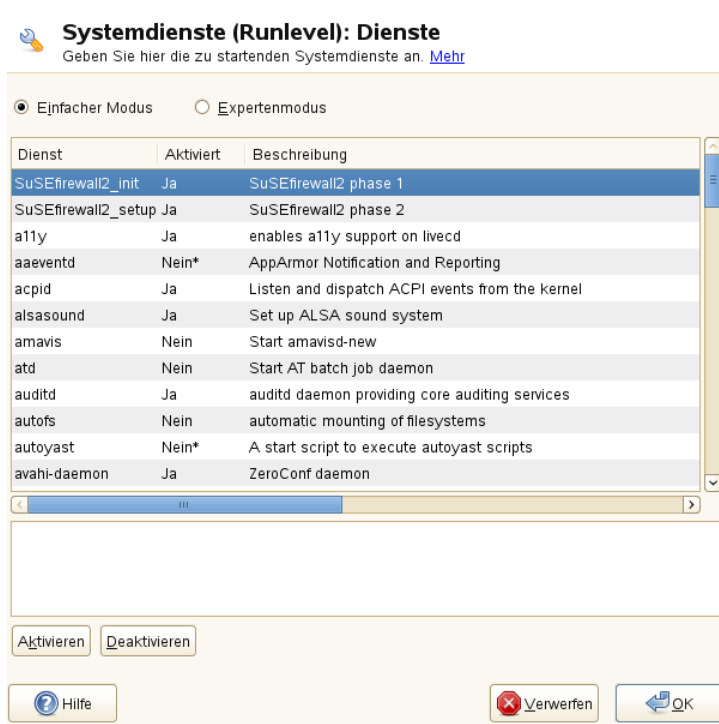 Systemdienste (Runlevel): Dienste
Geben Sie hier die zu startenden Systemdienste an. Mehr
Einfacher Modus Expertenmodus
Dienst Aktiviert Beschreibung
SuSEfirewall2_init Ja SuSEfirewall2 phase 1
SuSEfirewall2_setup Ja SuSEfirewall2 phase 2
a11y Ja enables a11y support on livecd
aaeventd Nein* AppArmor Notification and Reporting
acpid Ja Listen and dispatch ACPI events from the kernel
alsasound Ja Set up ALSA sound system
amavis Nein Start amavisd-new
atd Nein Start AT batch job daemon
auditd Ja auditd daemon providing core auditing services
autofs Nein automatic mounting of filesystems
autoyast Nein* A start script to execute autoyast scripts
avahi-daemon Ja ZeroConf daemon
Aktivieren Deaktivieren
Hilfe Verwerfen OK